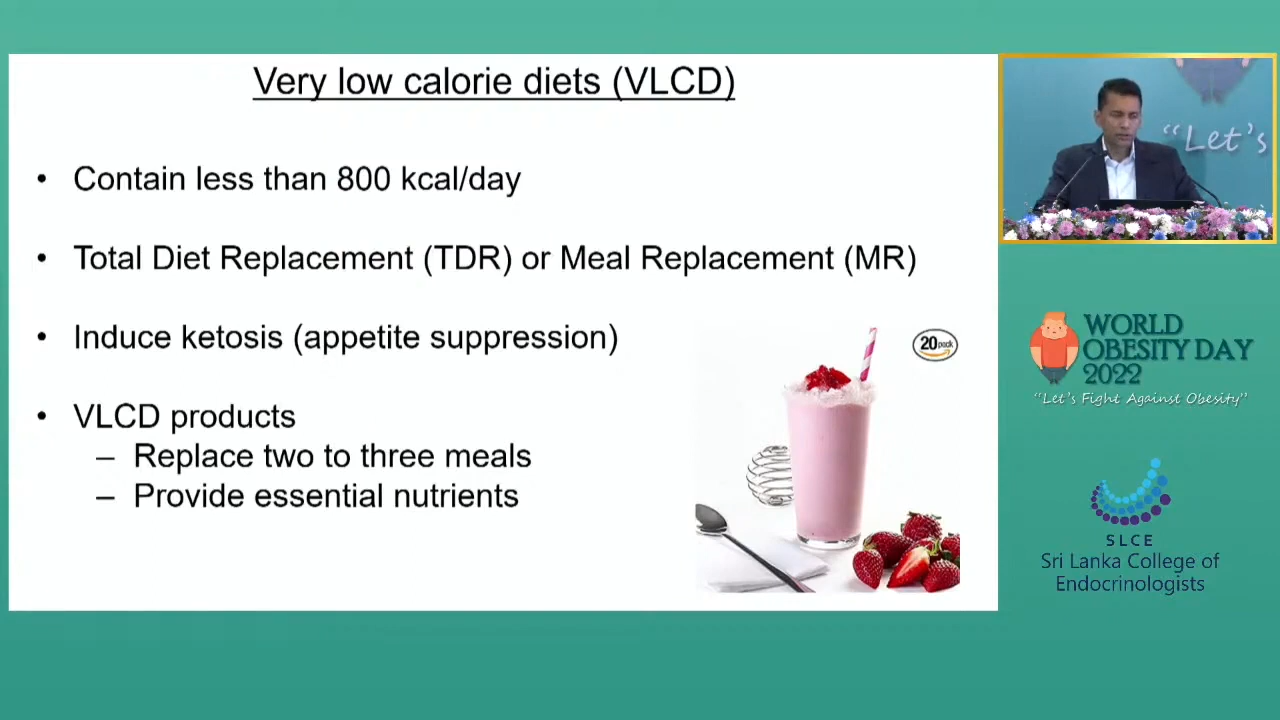 Very low calorie diets (VLCD)
• Contain less than 800 kcal/day
• Total Diet Replacement (TDR) or Meal Replacement (MR)
• Induce ketosis (appetite suppression)
• VLCD products
– Replace two to three meals
– Provide essential nutrients
20 pack
“Let's
WORLD
OBESITY DAY
2022
“Let's Fight Against Obesity”
SLCE
Sri Lanka College of
Endocrinologists